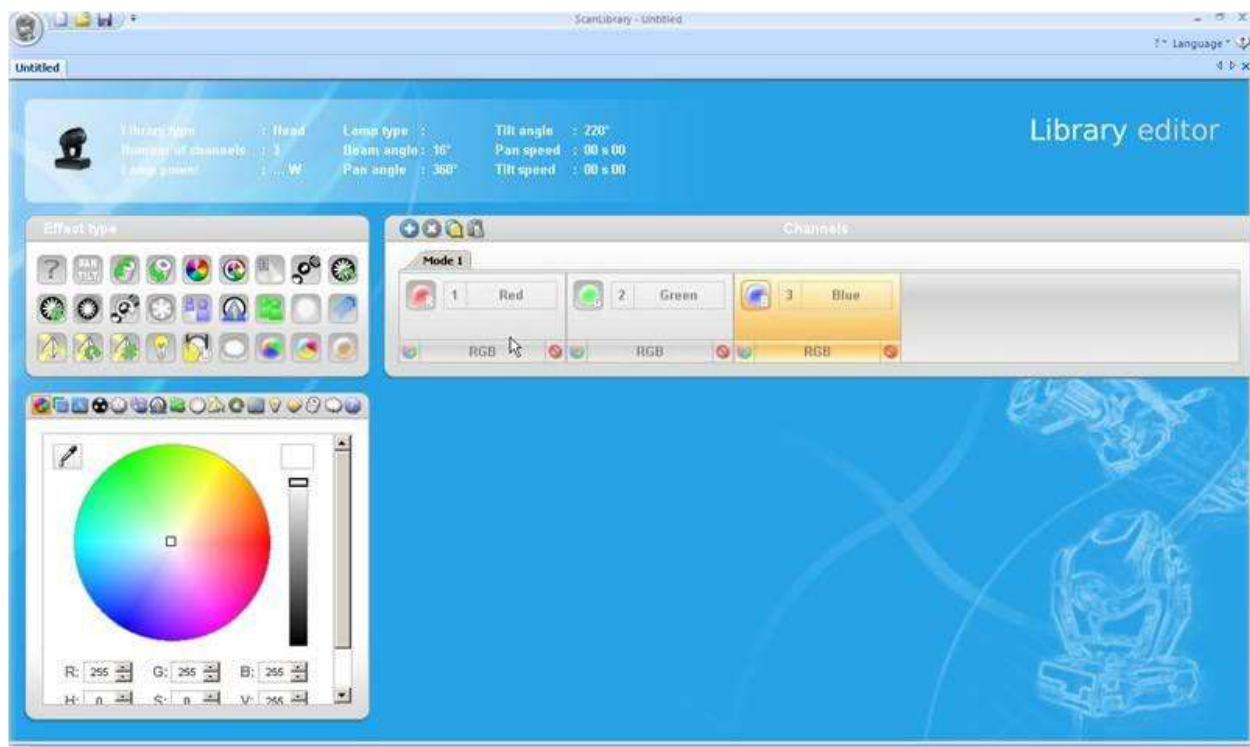 ScanLibrary - Untitled
? Language
Untitled
Library type : Head Lamp type : Tilt angle : 220°
Number of channels : 3 Beam angle : 16° Pan speed : 00 s 00
Lamp power : ... W Pan angle : 360° Tilt speed : 00 s 00
Library editor
Effect type
PAN
TILT
Channels
Mode 1
1 Red 2 Green 3 Blue
RGB RGB RGB
R: 255 G: 255 B: 255
H: 0 S: 0 V: 255